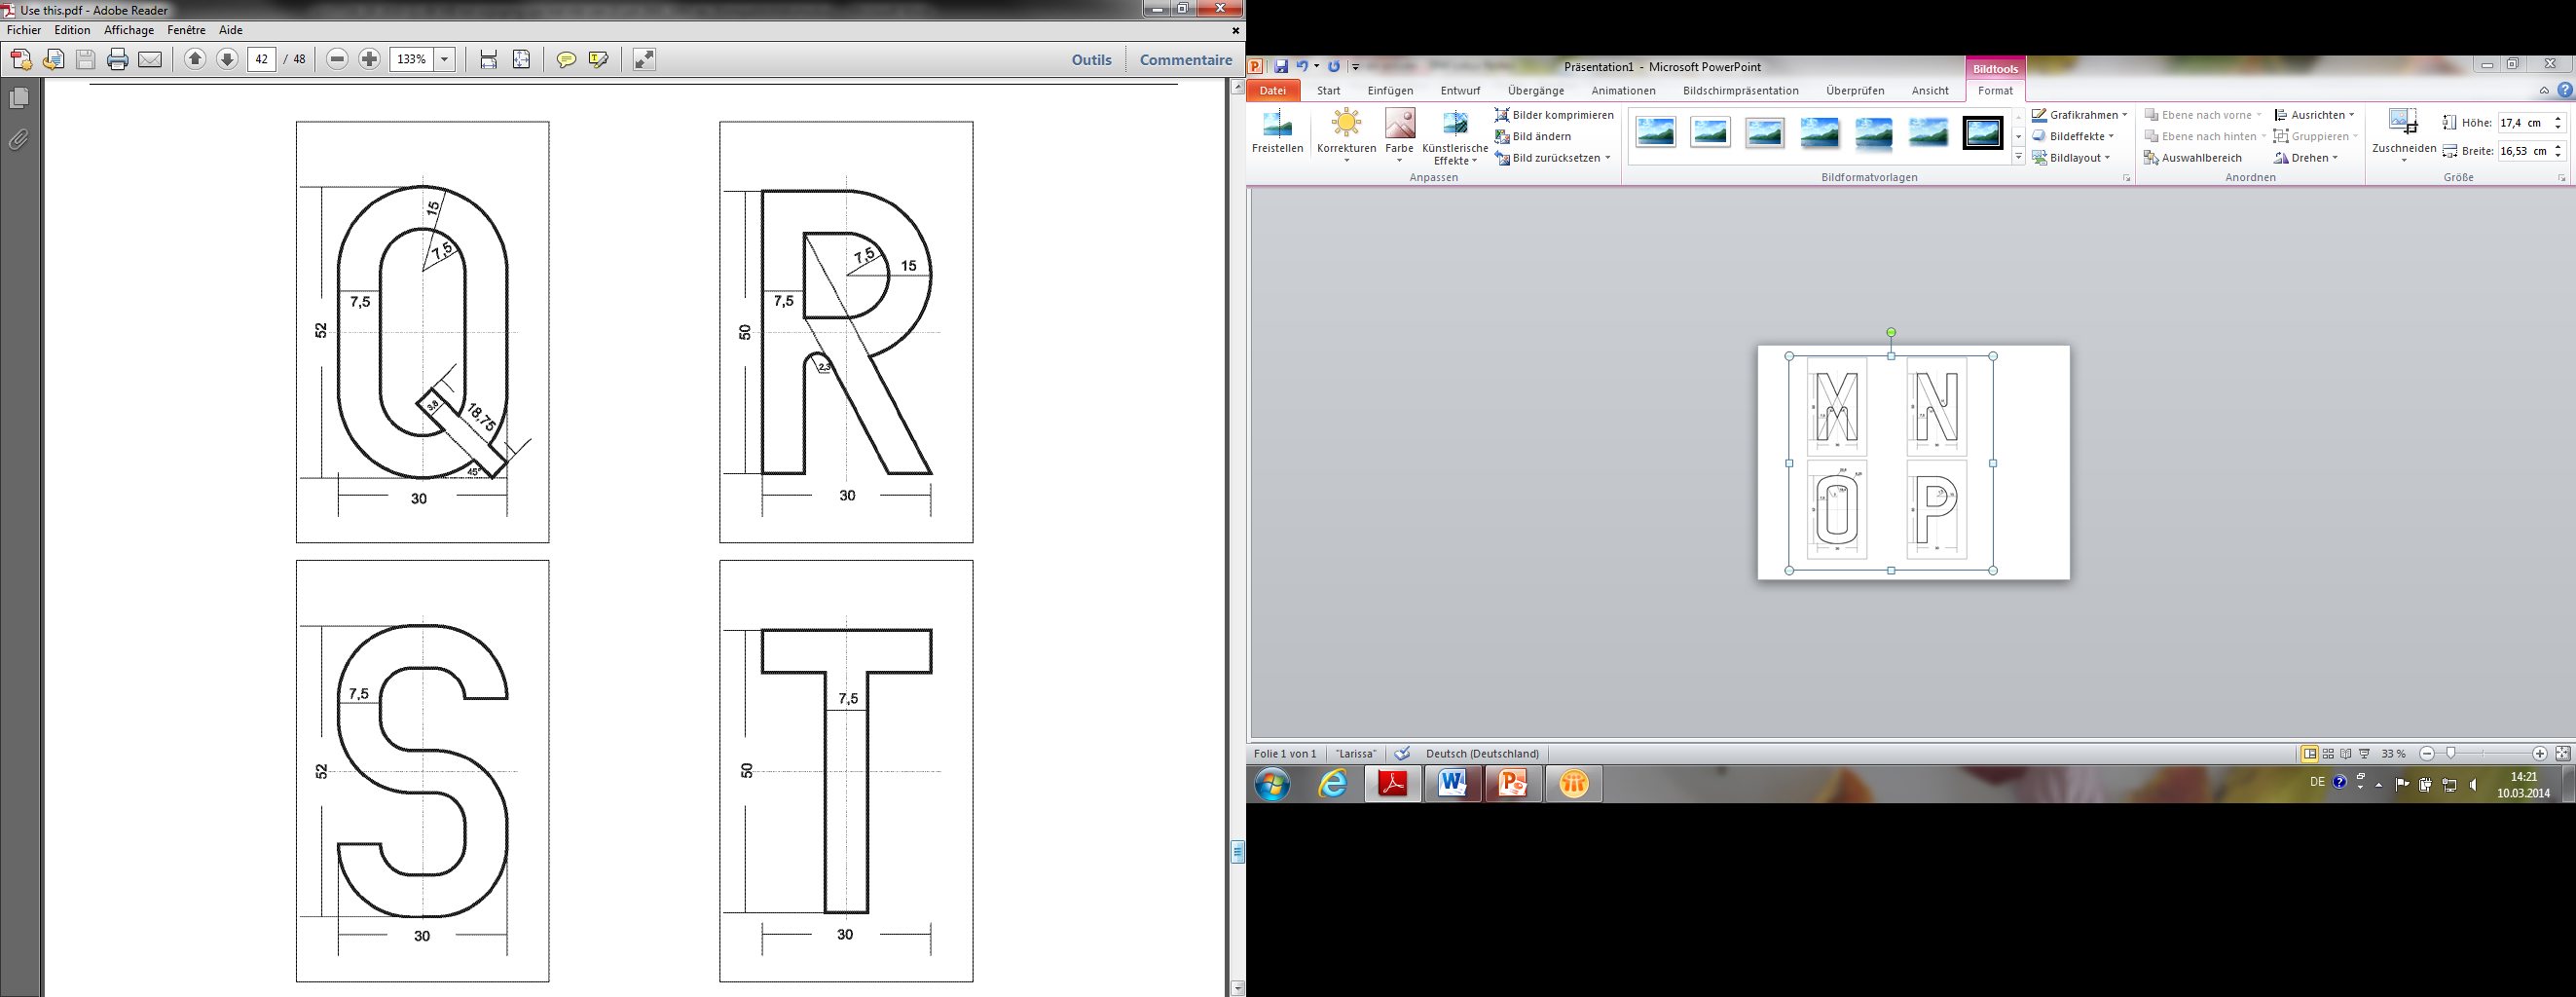 Use this.pdf - Adobe Reader
Fichier Edition Affichage Fenêtre Aide
42 / 48
133%
Outils
Commentaire
15
7,5
7,5
52
3,8
18,75
45°
30
7,5
15
7,5
50
2,3
30
7,5
52
30
7,5
50
30
Präsentation1 - Microsoft PowerPoint
Bildtools
Datei Start Einfügen Entwurf Übergänge Animationen Bildschirmpräsentation Überprüfen Ansicht Format
Freistellen
Korrekturen
Farbe
Künstlerische
Effekte
Bilder komprimieren
Bild ändern
Bild zurücksetzen
Anpassen
Bildformatvorlagen
Grafikrahmen
Bildeffekte
Bildlayout
Ebene nach vorne
Ebene nach hinten
Auswahlbereich
Ausrichten
Gruppieren
Drehen
Anordnen
Zuschneiden
Höhe: 17,4 cm
Breite: 16,53 cm
Größe
M N
O P
Folie 1 von 1
"Larissa"
Deutsch (Deutschland)
33 %
DE
14:21
10.03.2014